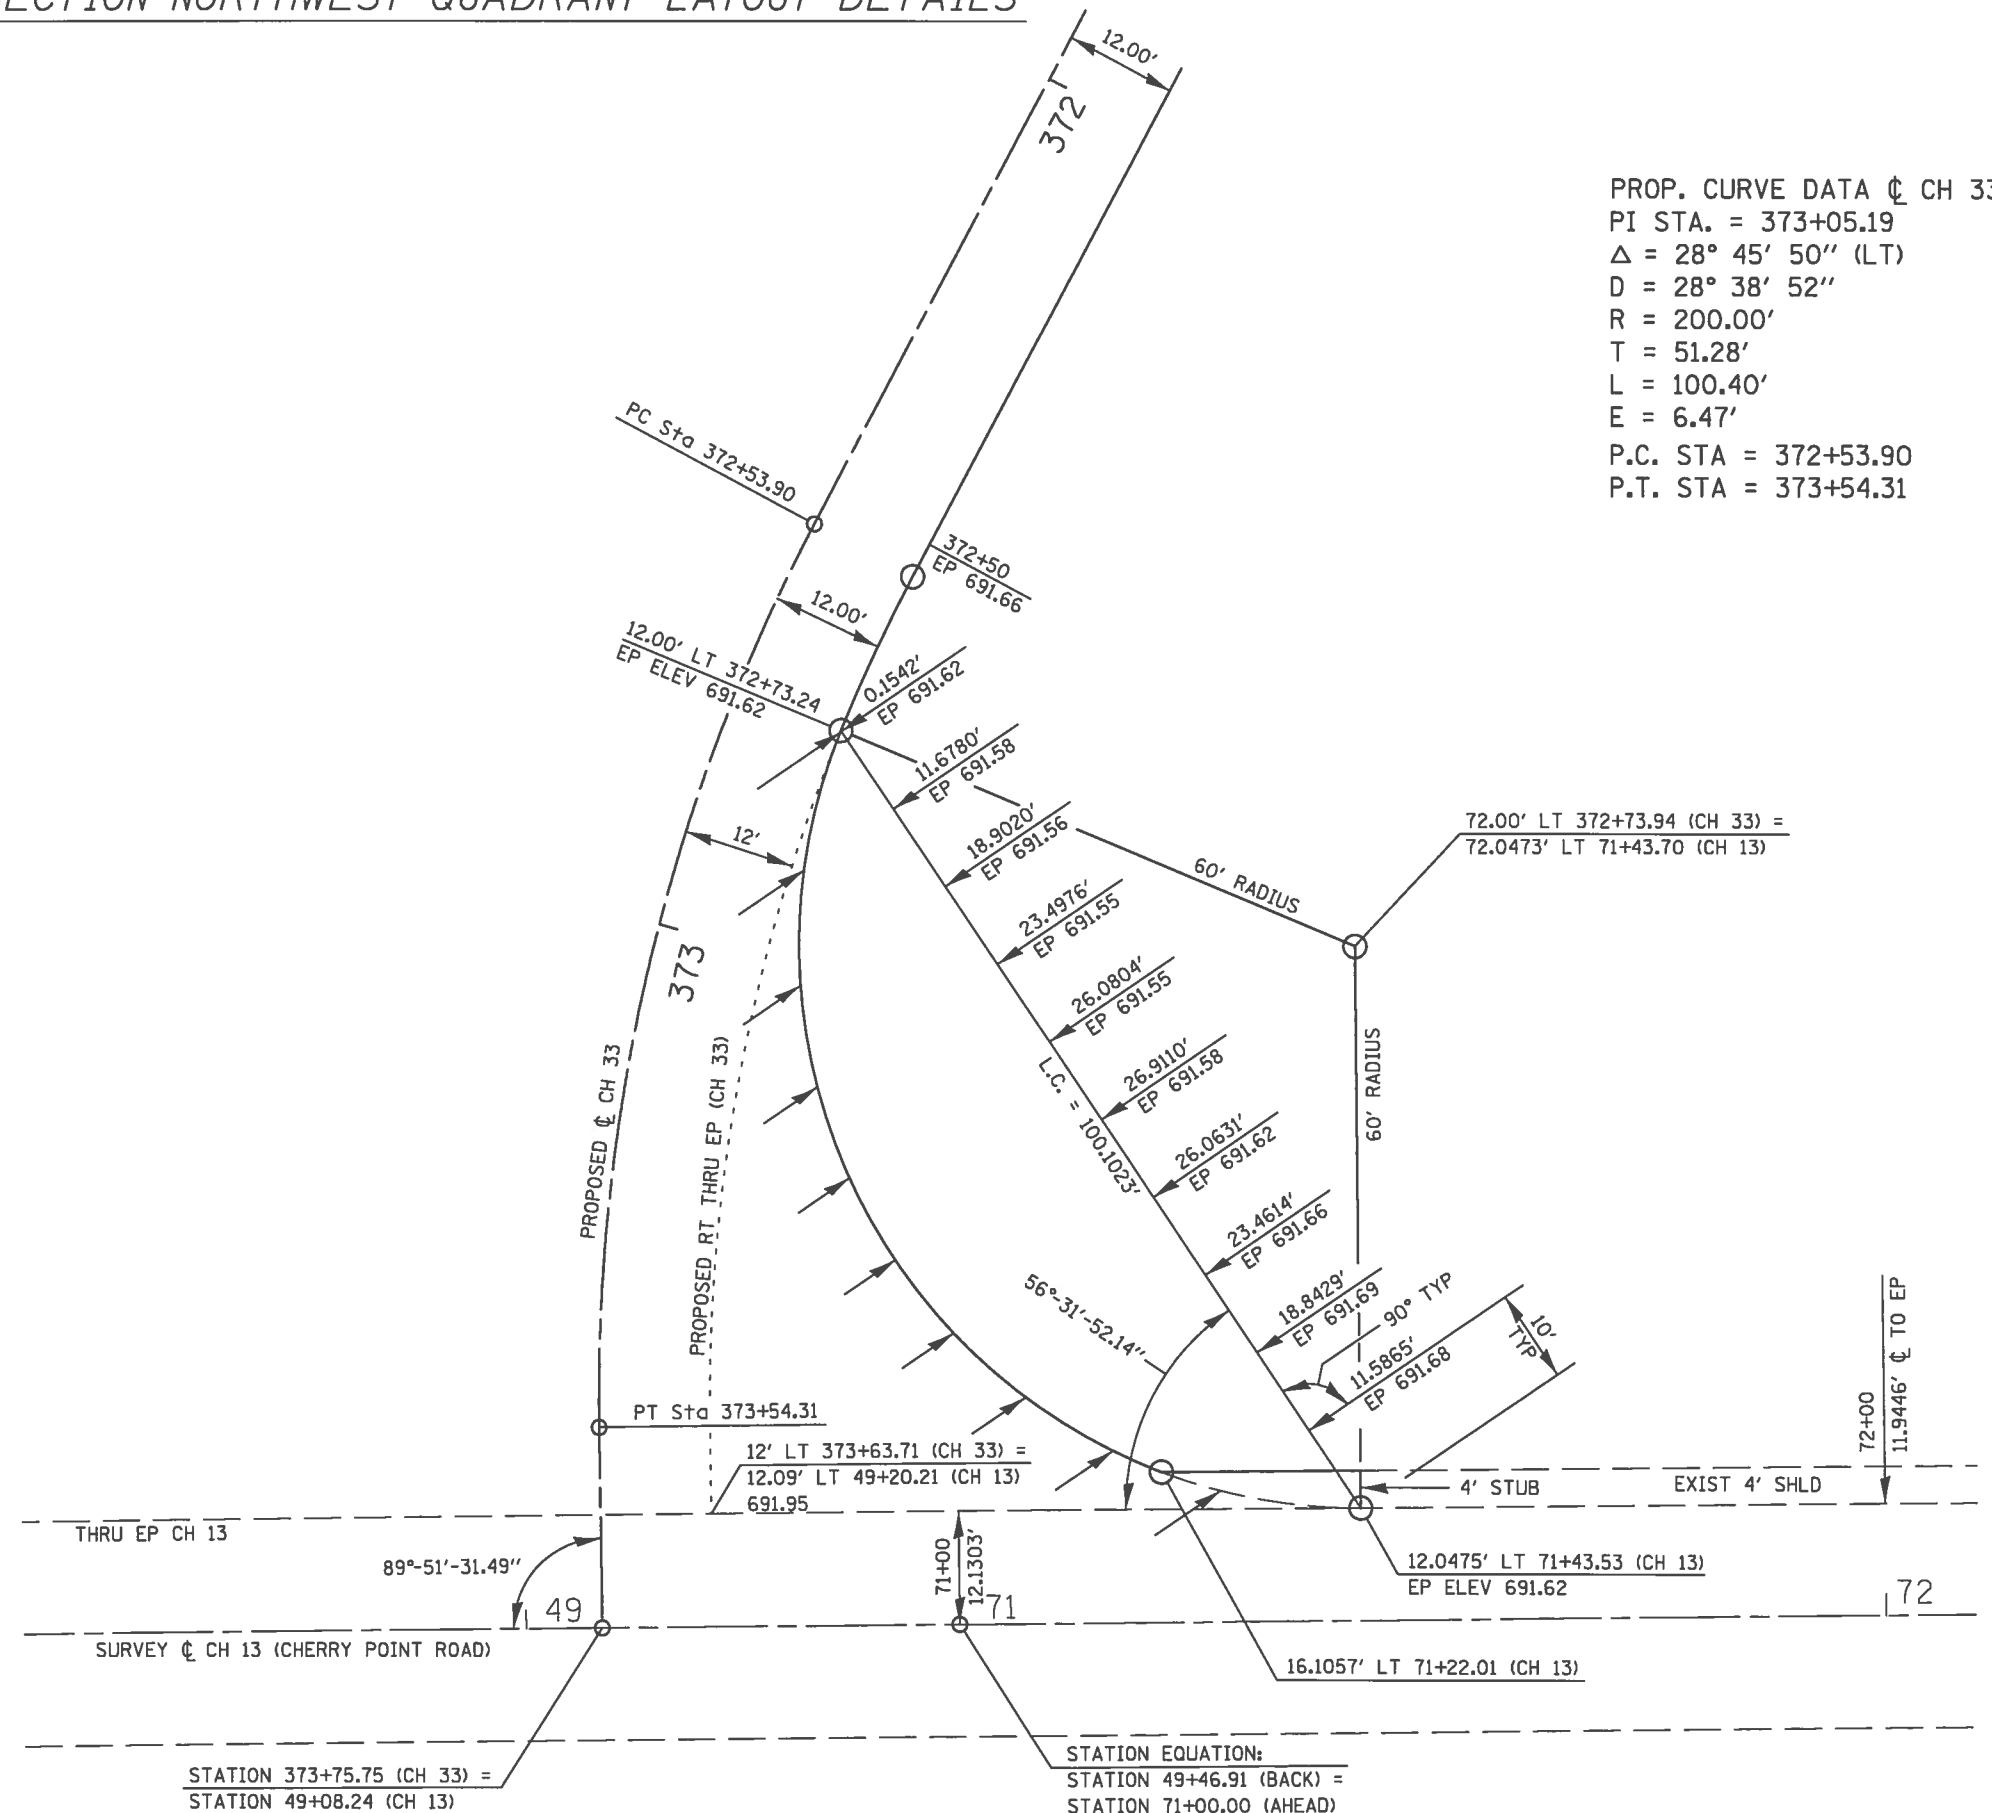 ECTION NORTHWEST QUADRANT LAYOUT DETAILS
12.00′
372
PROP. CURVE DATA ℄ CH 33
PI STA. = 373+05.19
Δ = 28° 45′ 50″ (LT)
D = 28° 38′ 52″
R = 200.00′
T = 51.28′
L = 100.40′
E = 6.47′
P.C. STA = 372+53.90
P.T. STA = 373+54.31
PC Sta 372+53.90
372+50
EP 691.66
12.00′
12.00′ LT 372+73.24
EP ELEV 691.62
0.1542′
EP 691.62
11.6780′
EP 691.58
18.9020′
EP 691.56
23.4976′
EP 691.55
26.0804′
EP 691.55
26.9110′
EP 691.58
26.0631′
EP 691.62
23.4614′
EP 691.66
18.8429′
EP 691.69
11.5865′
EP 691.68
90° TYP
10′
TYP
12′
72.00′ LT 372+73.94 (CH 33) =
72.0473′ LT 71+43.70 (CH 13)
60′ RADIUS
60′ RADIUS
373
L.C. = 100.1023′
PROPOSED ℄ CH 33
PROPOSED RT THRU EP (CH 33)
56°-31′-52.14″
72+00
11.9446′ ℄ TO EP
PT Sta 373+54.31
12′ LT 373+63.71 (CH 33) =
12.09′ LT 49+20.21 (CH 13)
691.95
4′ STUB
EXIST 4′ SHLD
THRU EP CH 13
89°-51′-31.49″
71+00
12.1303′
12.0475′ LT 71+43.53 (CH 13)
EP ELEV 691.62
49
71
72
SURVEY ℄ CH 13 (CHERRY POINT ROAD)
16.1057′ LT 71+22.01 (CH 13)
STATION 373+75.75 (CH 33) =
STATION 49+08.24 (CH 13)
STATION EQUATION:
STATION 49+46.91 (BACK) =
STATION 71+00.00 (AHEAD)